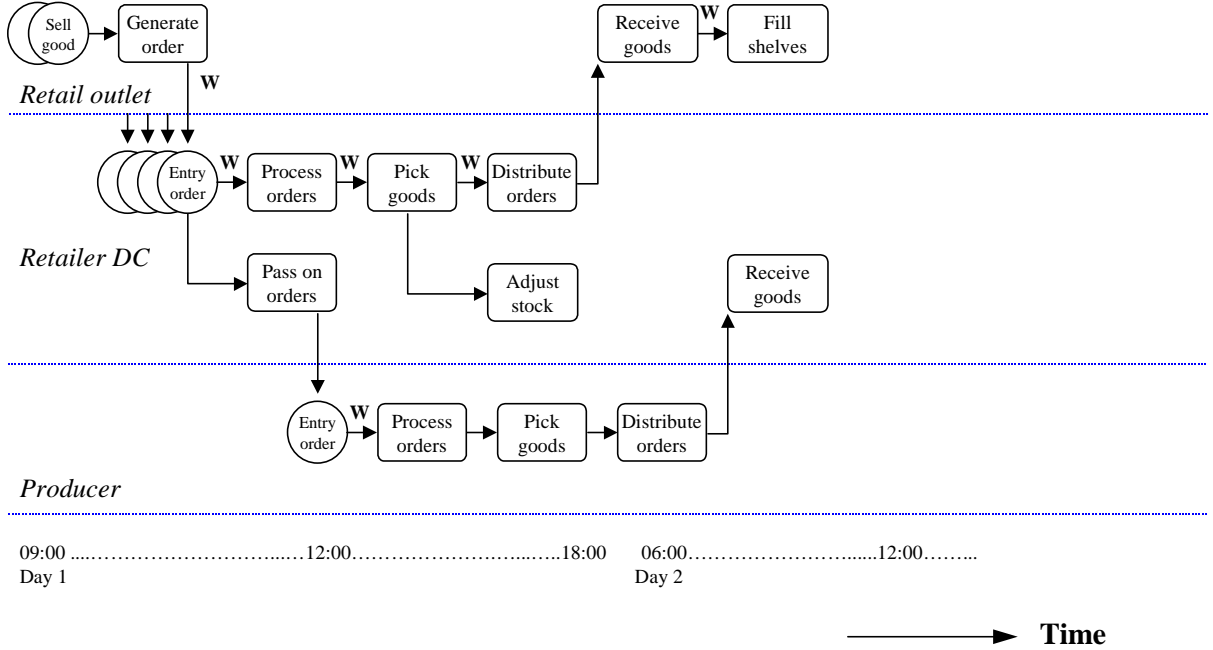 Sell
good
Generate
order
Receive
goods
W
Fill
shelves
W
Retail outlet
Entry
order
W
Process
orders
W
Pick
goods
W
Distribute
orders
Retailer DC
Pass on
orders
Adjust
stock
Receive
goods
Entry
order
W
Process
orders
Pick
goods
Distribute
orders
Producer
09:00 ....………………………...…12:00…………………….…...…..18:00 06:00……………………......12:00……...
Day 1 Day 2
Time